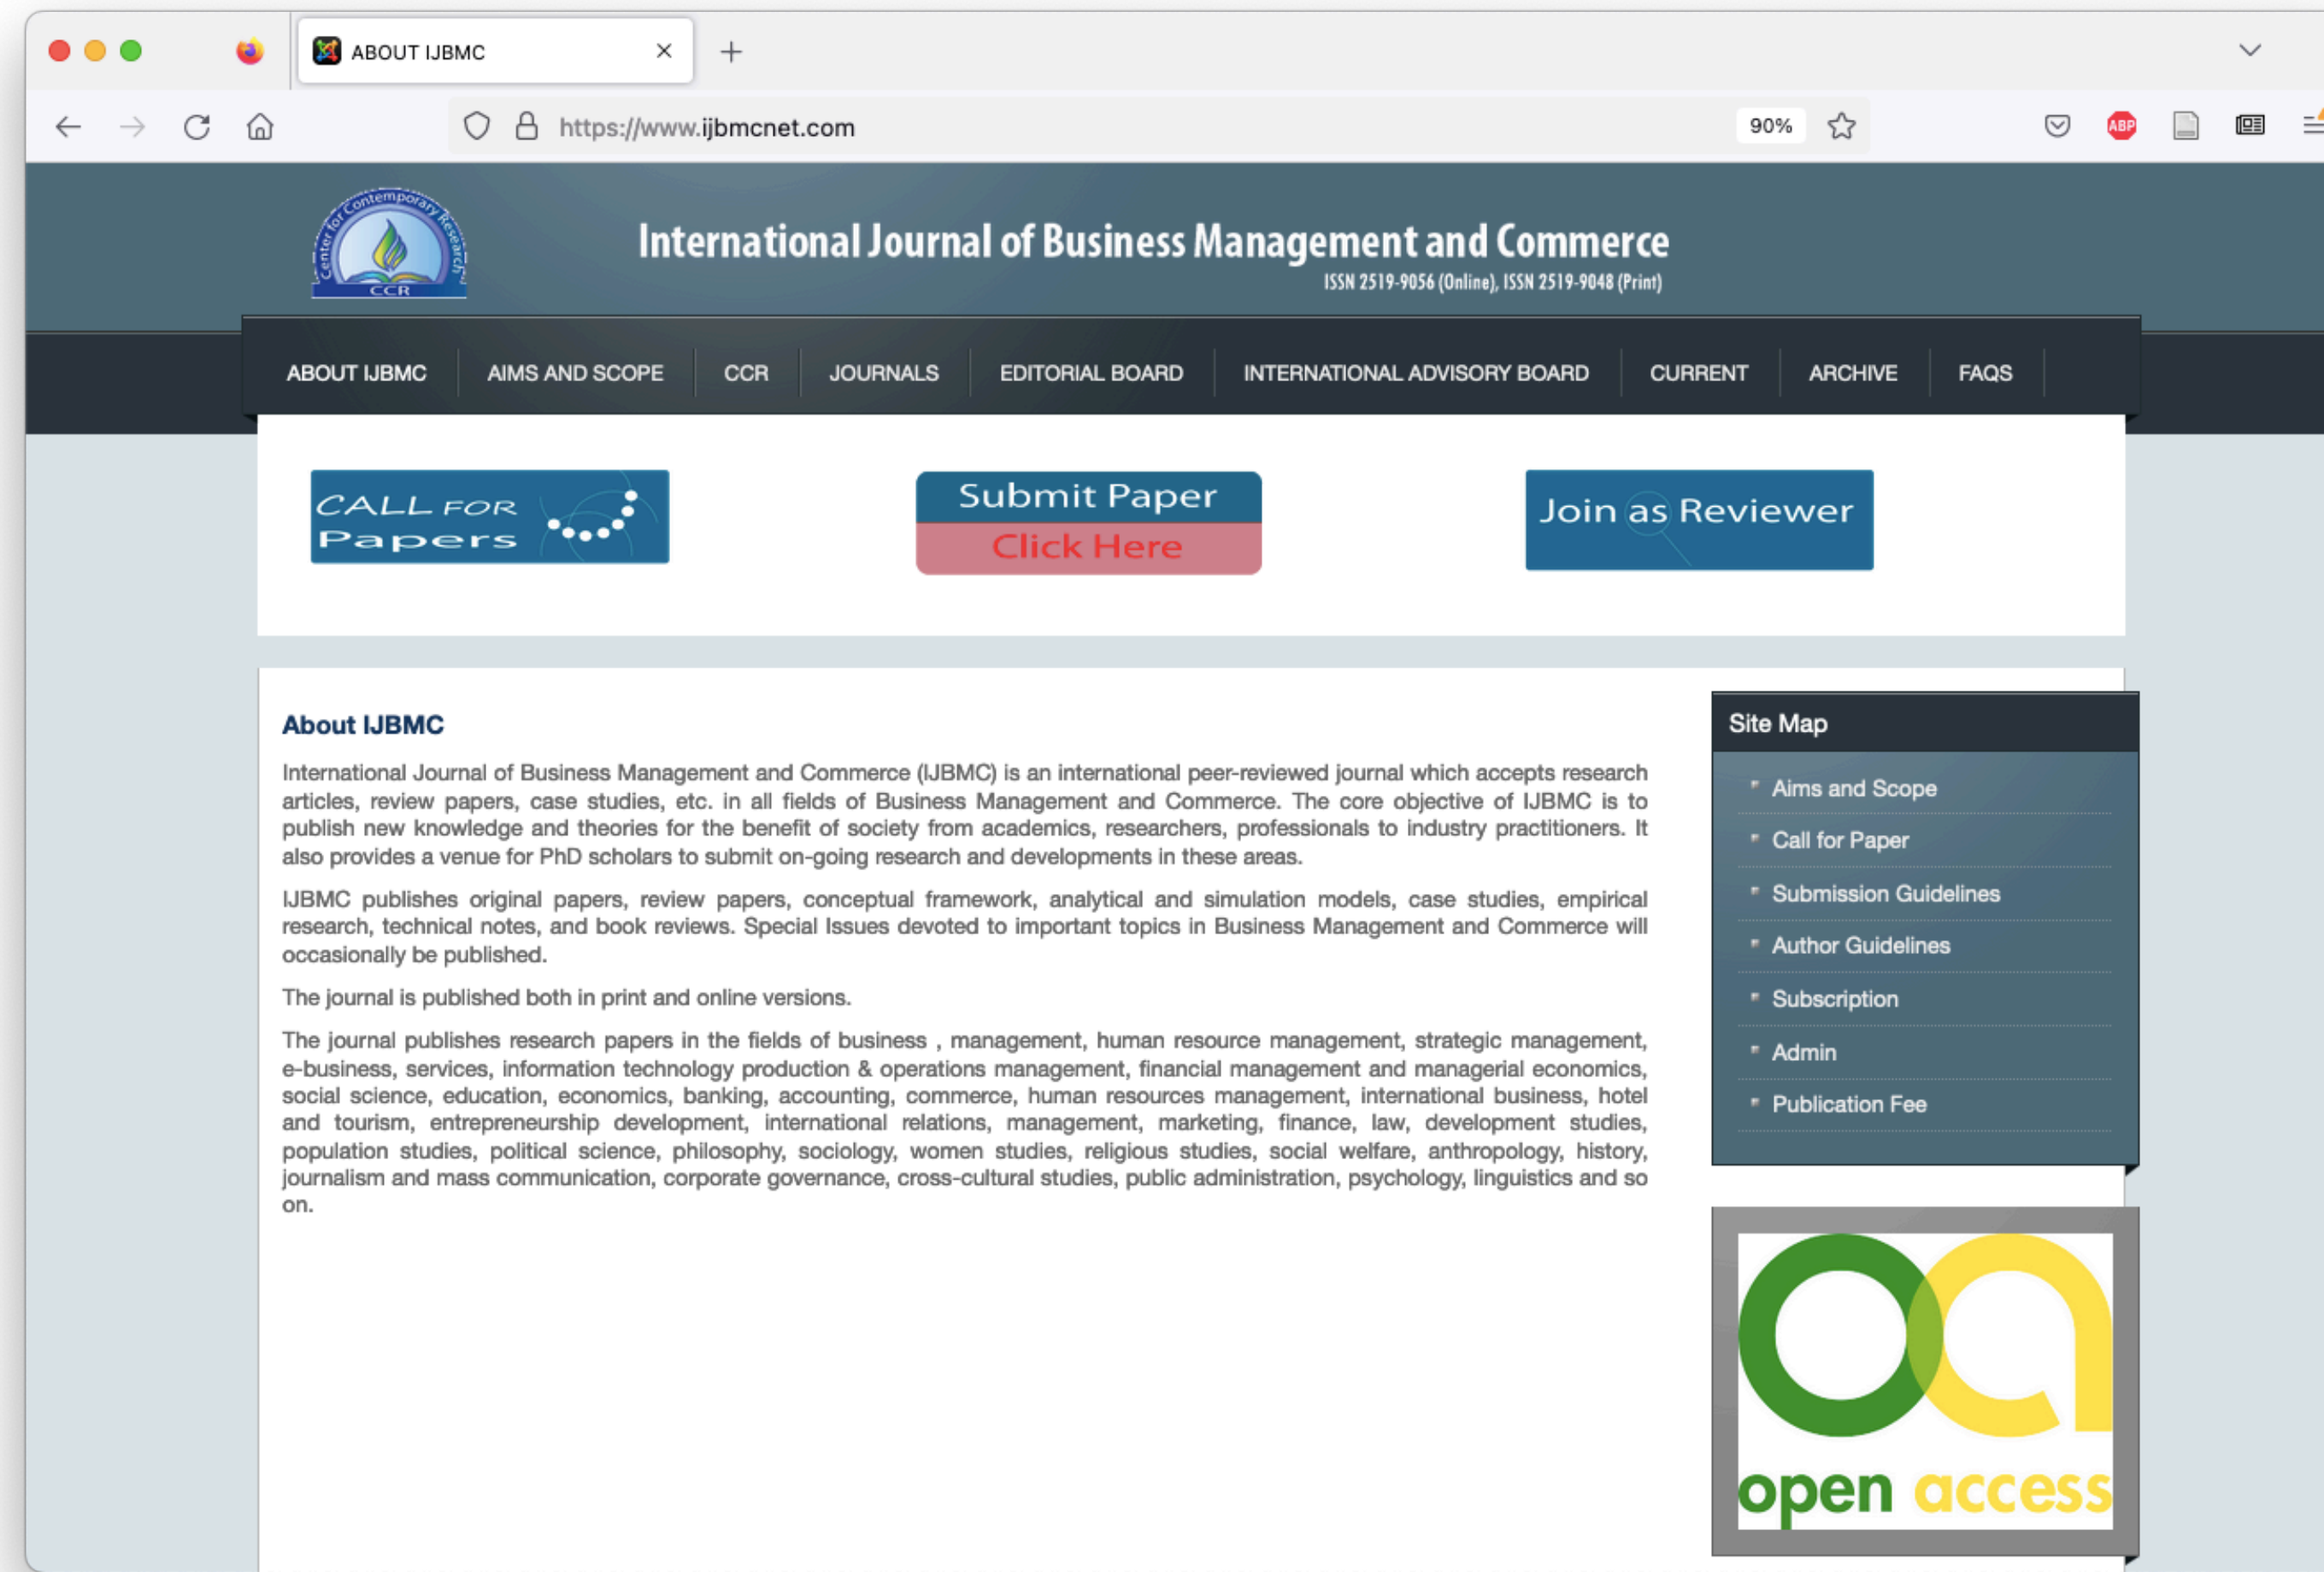 ABOUT IJBMC
https://www.ijbmcnet.com
90%
ABP
Center for Contemporary Research
CCR
International Journal of Business Management and Commerce
ISSN 2519-9056 (Online), ISSN 2519-9048 (Print)
ABOUT IJBMC
AIMS AND SCOPE
CCR
JOURNALS
EDITORIAL BOARD
INTERNATIONAL ADVISORY BOARD
CURRENT
ARCHIVE
FAQS
CALL FOR
Papers
Submit Paper
Click Here
Join as Reviewer
About IJBMC
International Journal of Business Management and Commerce (IJBMC) is an international peer-reviewed journal which accepts research
articles, review papers, case studies, etc. in all fields of Business Management and Commerce. The core objective of IJBMC is to
publish new knowledge and theories for the benefit of society from academics, researchers, professionals to industry practitioners. It
also provides a venue for PhD scholars to submit on-going research and developments in these areas.
IJBMC publishes original papers, review papers, conceptual framework, analytical and simulation models, case studies, empirical
research, technical notes, and book reviews. Special Issues devoted to important topics in Business Management and Commerce will
occasionally be published.
The journal is published both in print and online versions.
The journal publishes research papers in the fields of business , management, human resource management, strategic management,
e-business, services, information technology production & operations management, financial management and managerial economics,
social science, education, economics, banking, accounting, commerce, human resources management, international business, hotel
and tourism, entrepreneurship development, international relations, management, marketing, finance, law, development studies,
population studies, political science, philosophy, sociology, women studies, religious studies, social welfare, anthropology, history,
journalism and mass communication, corporate governance, cross-cultural studies, public administration, psychology, linguistics and so
on.
Site Map
Aims and Scope
Call for Paper
Submission Guidelines
Author Guidelines
Subscription
Admin
Publication Fee
open access